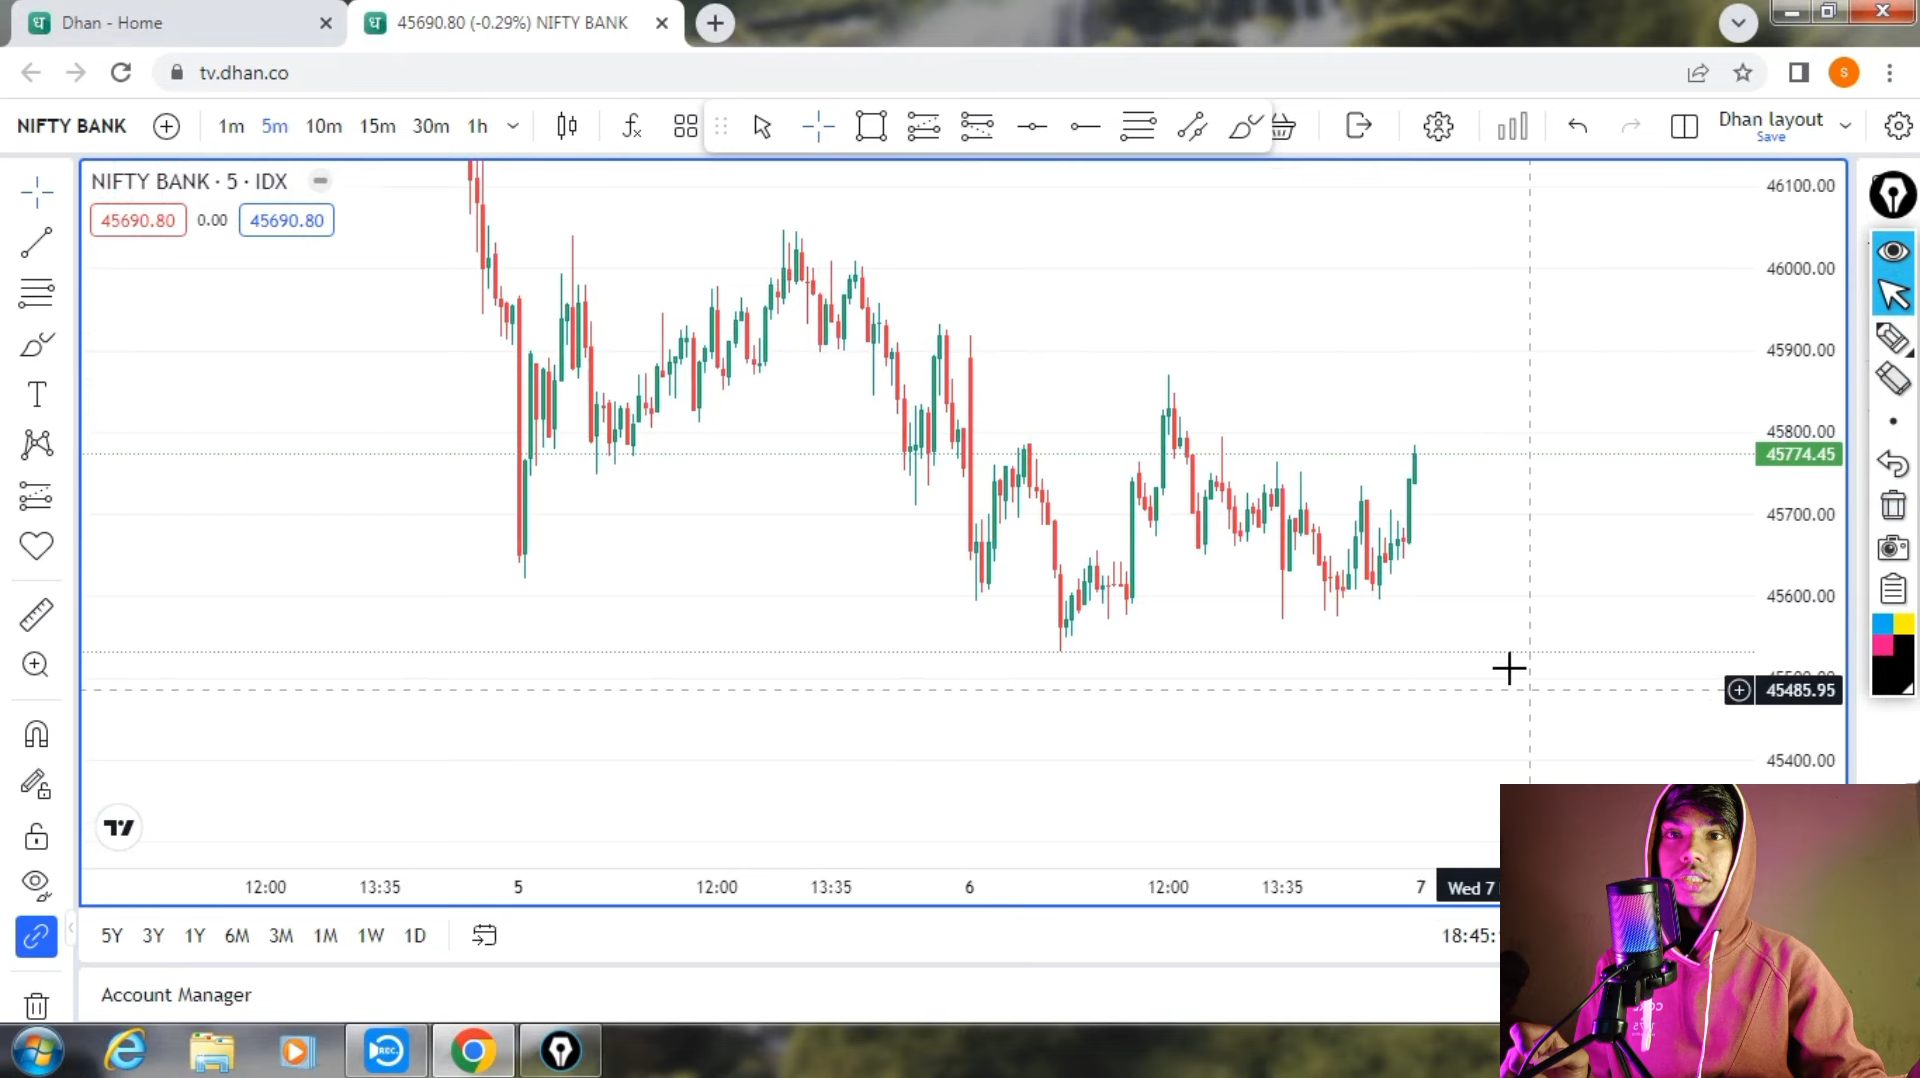 Dhan - Home
45690.80 (-0.29%) NIFTY BANK
tv.dhan.co
S
NIFTY BANK
1m 5m 10m 15m 30m 1h
Dhan layout
Save
NIFTY BANK · 5 · IDX
45690.80 0.00 45690.80
46100.00
46000.00
45900.00
45800.00
45774.45
45700.00
45600.00
45485.95
45400.00
12:00 13:35 5 12:00 13:35 6 12:00 13:35 7 Wed 7
5Y 3Y 1Y 6M 3M 1M 1W 1D
18:45:
Account Manager
REC